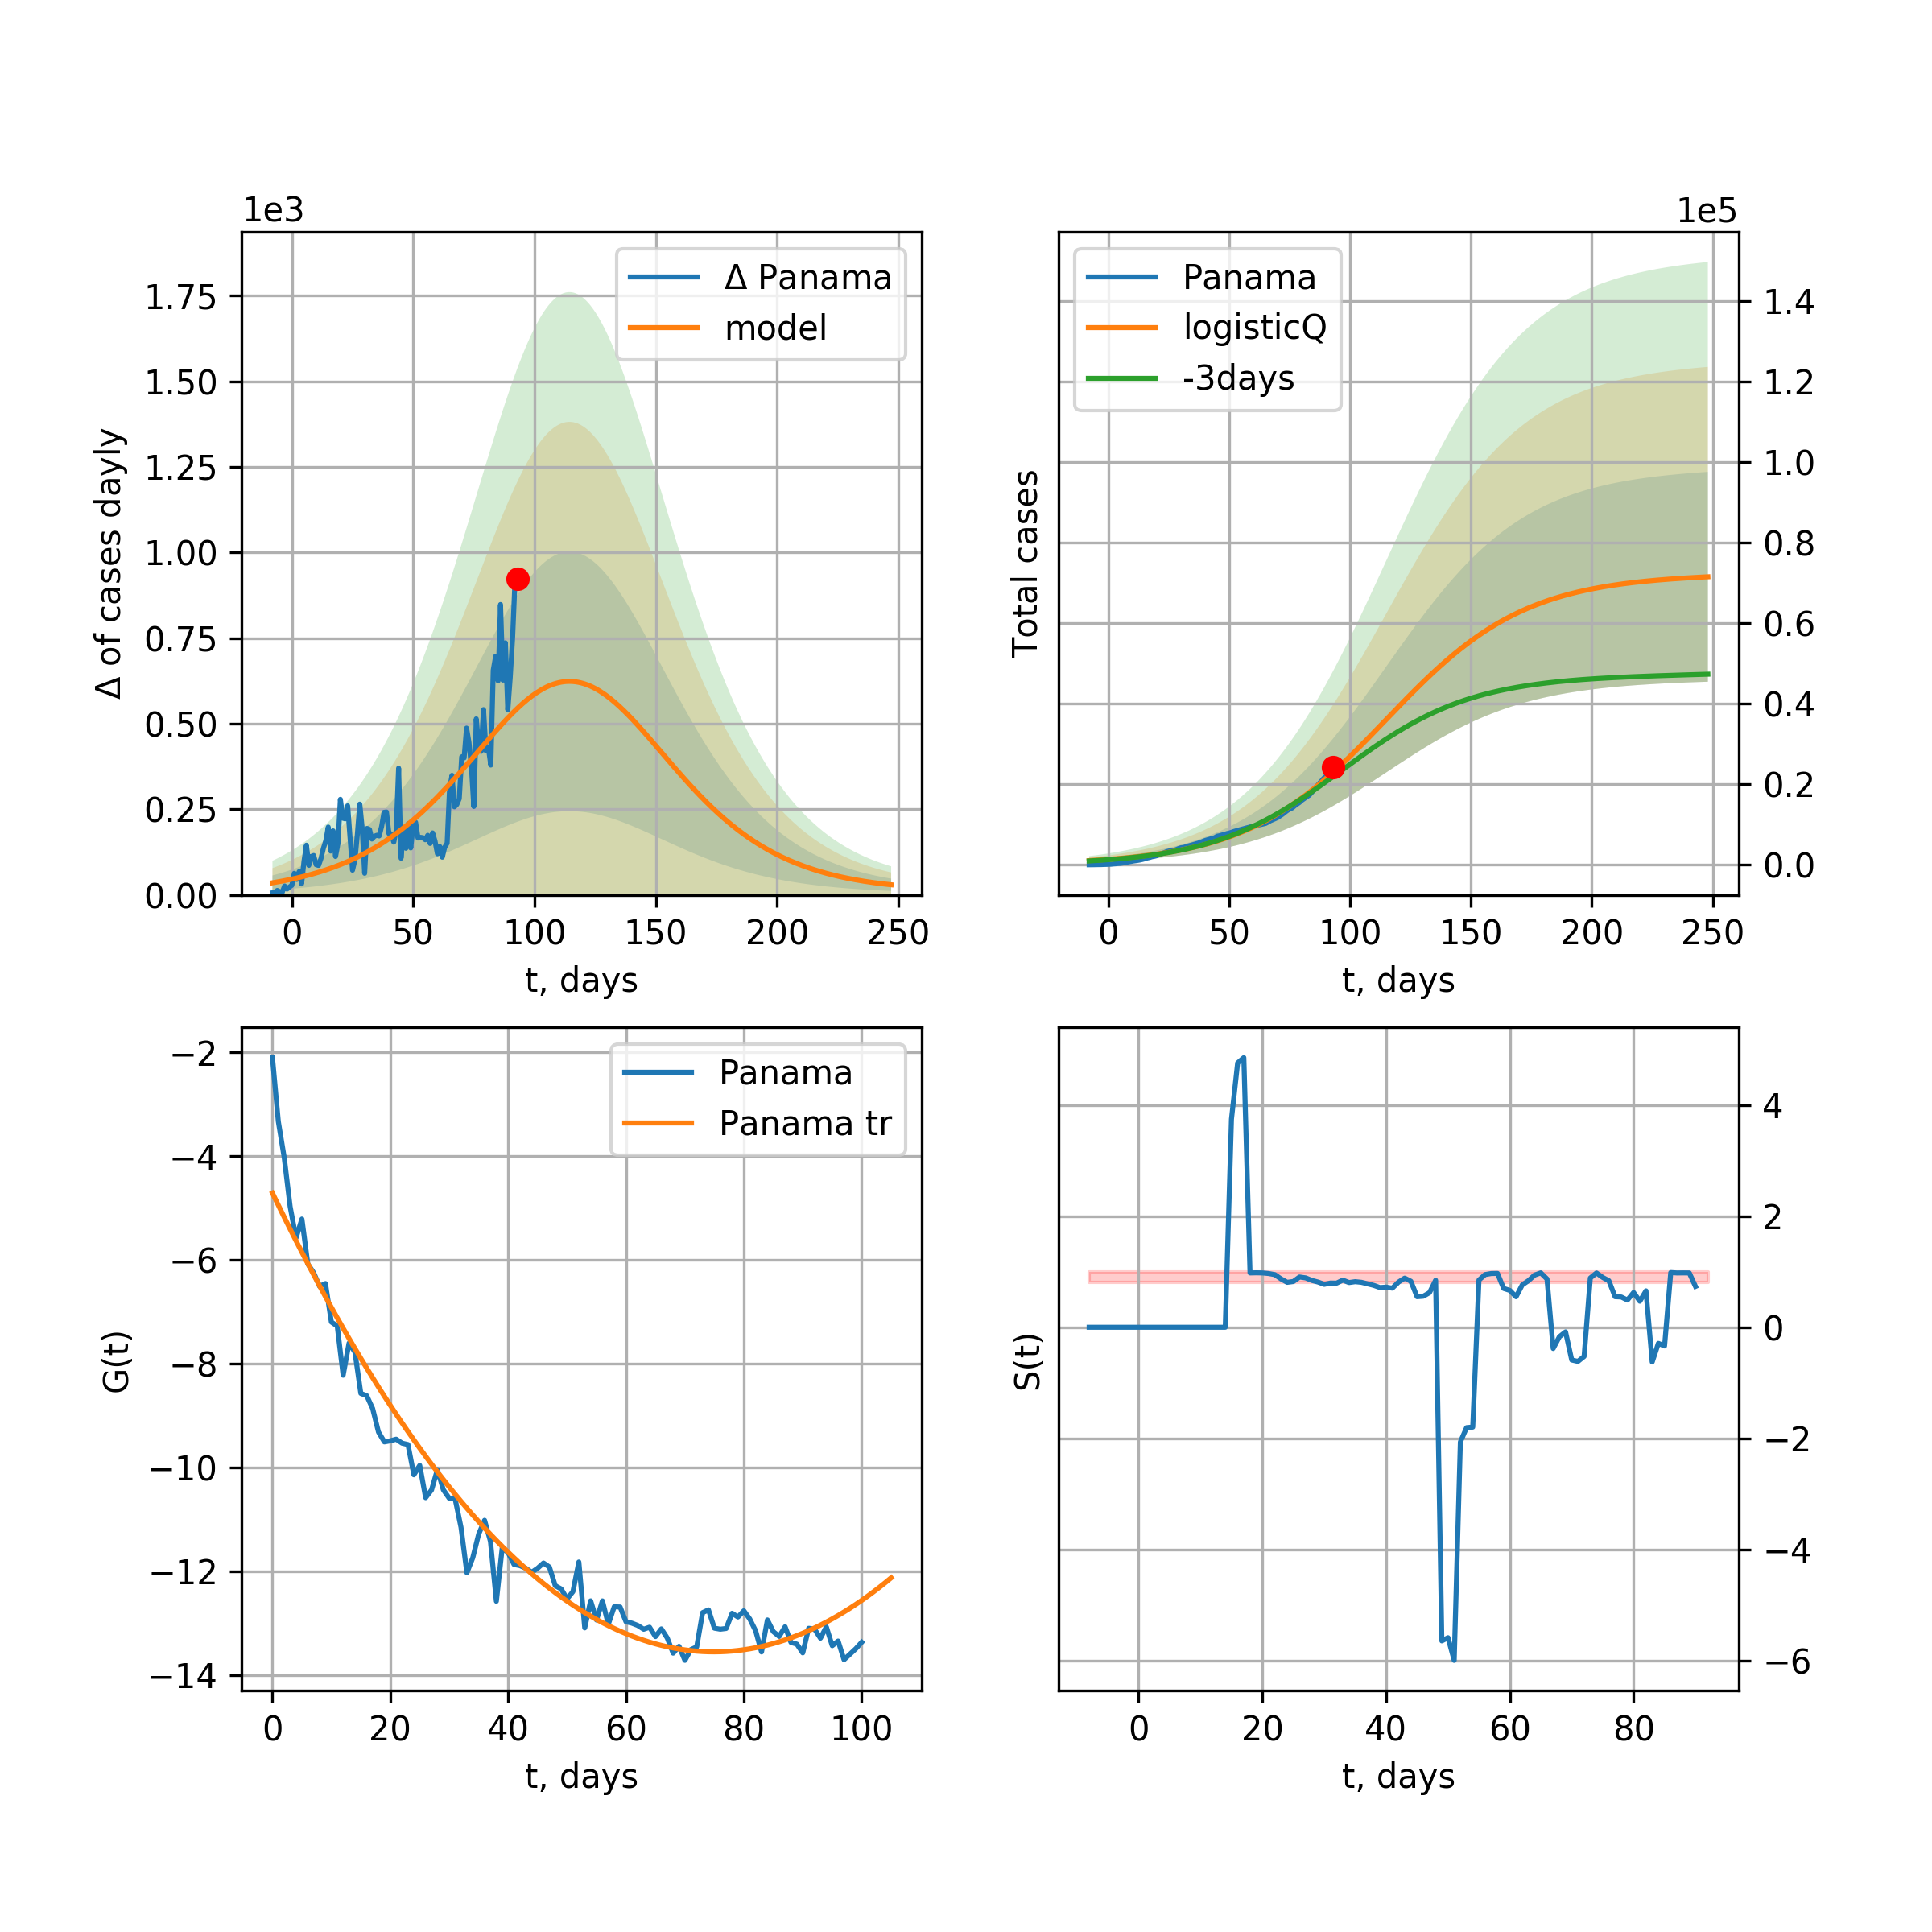 1e3
Δ Panama
model
1.75
1.50
1.25
1.00
0.75
0.50
0.25
0.00
Δ of cases dayly
0 50 100 150 200 250
t, days
1e5
Panama
logisticQ
-3days
1.4
1.2
1.0
0.8
0.6
0.4
0.2
0.0
Total cases
0 50 100 150 200 250
t, days
Panama
Panama tr
−2
−4
−6
−8
−10
−12
−14
G(t)
0 20 40 60 80 100
t, days
4
2
0
−2
−4
−6
S(t)
0 20 40 60 80
t, days